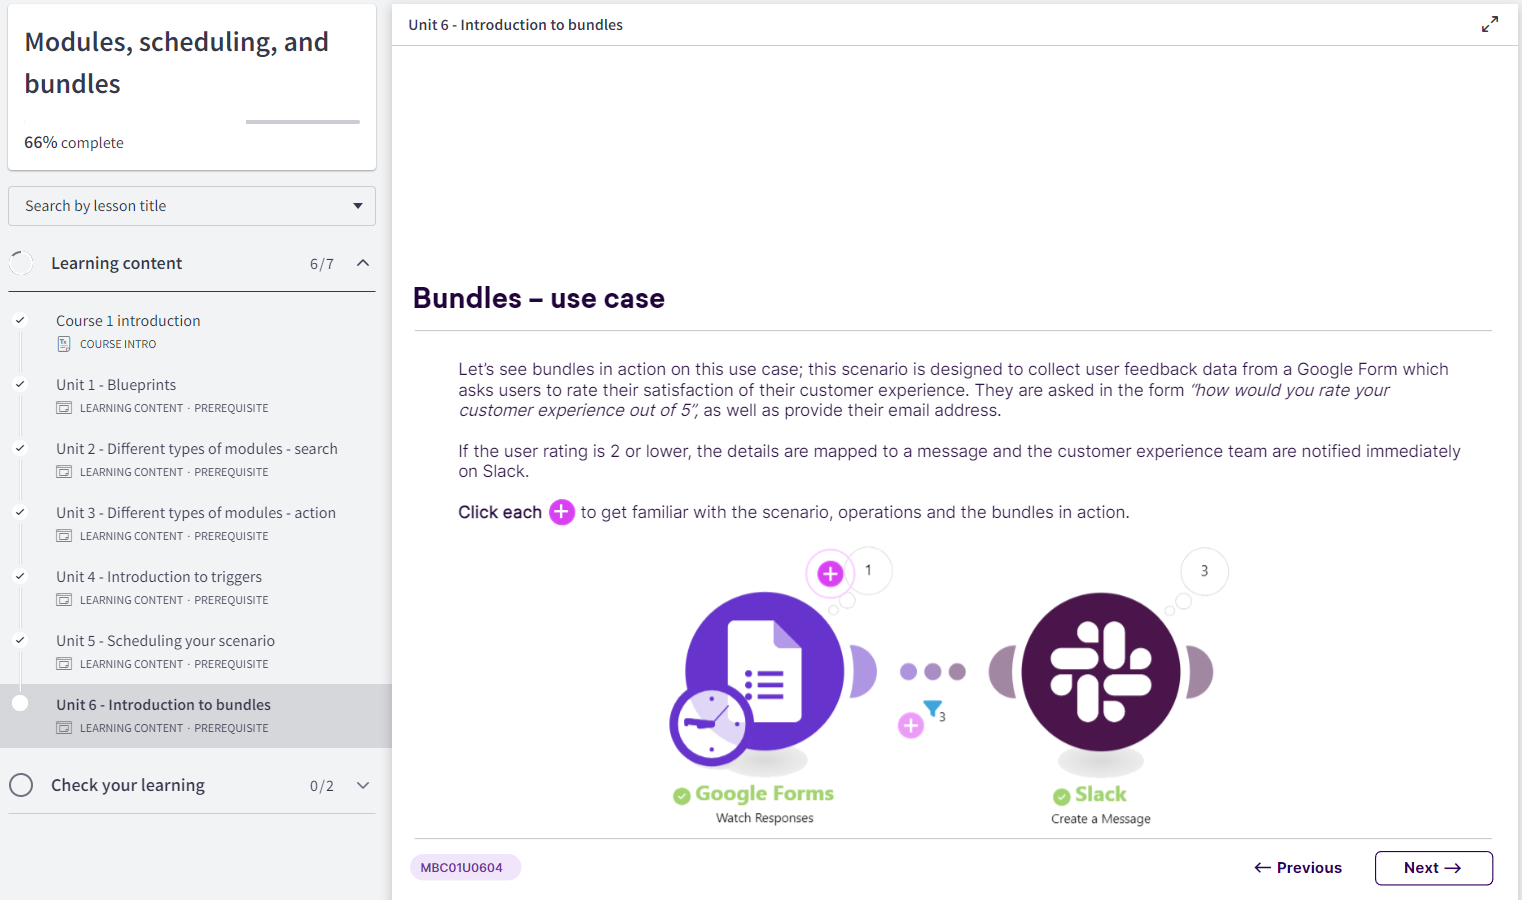 Modules, scheduling, and
bundles
66% complete
Search by lesson title
Learning content 6/7
Course 1 introduction
COURSE INTRO
Unit 1 - Blueprints
LEARNING CONTENT · PREREQUISITE
Unit 2 - Different types of modules - search
LEARNING CONTENT · PREREQUISITE
Unit 3 - Different types of modules - action
LEARNING CONTENT · PREREQUISITE
Unit 4 - Introduction to triggers
LEARNING CONTENT · PREREQUISITE
Unit 5 - Scheduling your scenario
LEARNING CONTENT · PREREQUISITE
Unit 6 - Introduction to bundles
LEARNING CONTENT · PREREQUISITE
Check your learning 0/2
Unit 6 - Introduction to bundles
Bundles – use case
Let’s see bundles in action on this use case; this scenario is designed to collect user feedback data from a Google Form which
asks users to rate their satisfaction of their customer experience. They are asked in the form “how would you rate your
customer experience out of 5”, as well as provide their email address.
If the user rating is 2 or lower, the details are mapped to a message and the customer experience team are notified immediately
on Slack.
Click each + to get familiar with the scenario, operations and the bundles in action.
1
3
3
Google Forms
Watch Responses
Slack
Create a Message
MBC01U0604
← Previous
Next →